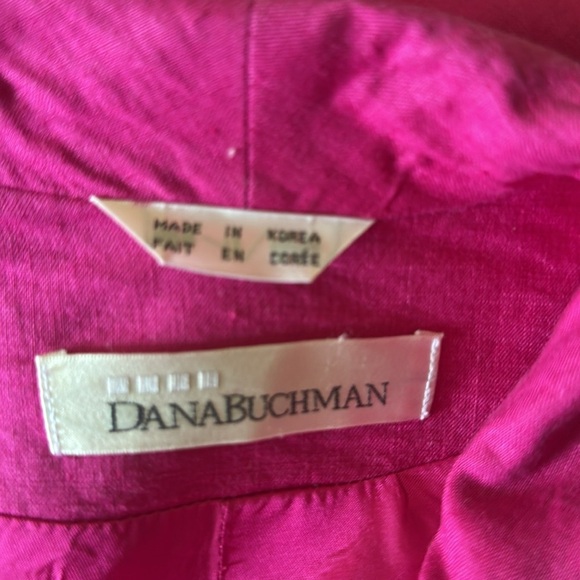 MADE IN KOREA
FAIT EN CORÉE
DANABUCHMAN